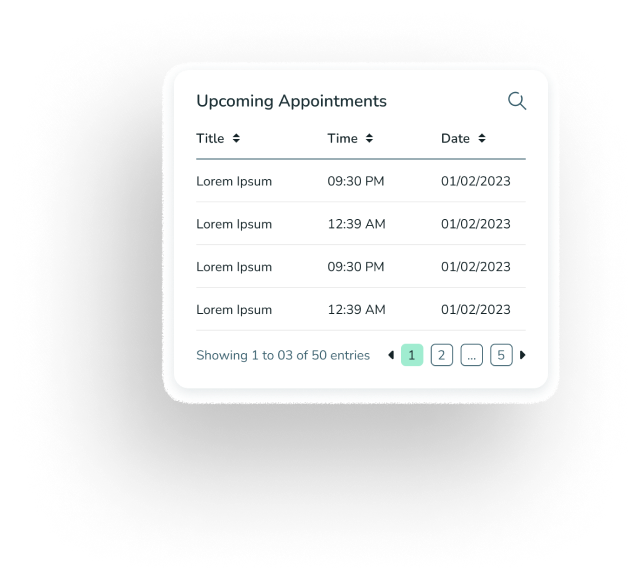 Upcoming Appointments
Title Time Date
Lorem Ipsum 09:30 PM 01/02/2023
Lorem Ipsum 12:39 AM 01/02/2023
Lorem Ipsum 09:30 PM 01/02/2023
Lorem Ipsum 12:39 AM 01/02/2023
Showing 1 to 03 of 50 entries 1 2 ... 5